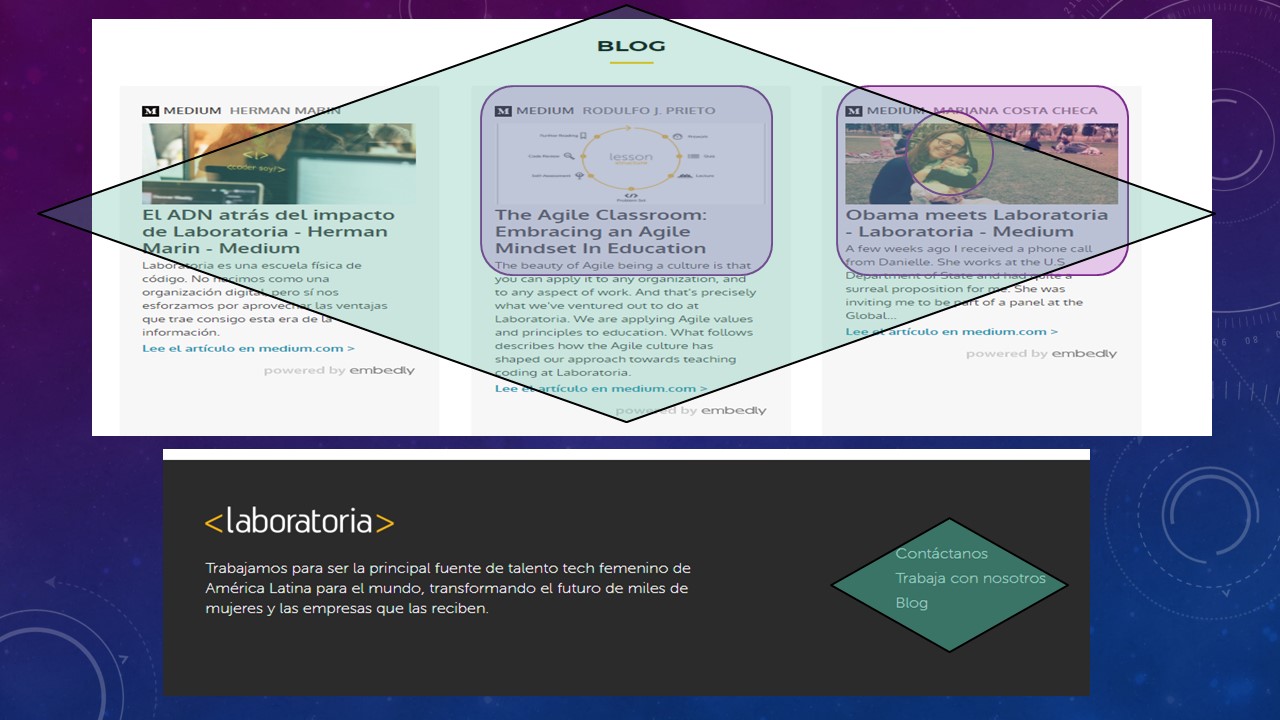 BLOG
MEDIUM HERMAN MARIN
<|
ccoder soy/>
El ADN atrás del impacto
de Laboratoria - Herman
Marin - Medium
Laboratoria es una escuela física de
código. No nacimos como una
organización digital, pero sí nos
esforzamos por aprovechar las ventajas
que trae consigo esta era de la
información.
Lee el artículo en medium.com >
powered by embedly
MEDIUM RODULFO J. PRIETO
Further Reading
Code Review
Self-Assessment
lesson
structure
Lecture
Problem Set
The Agile Classroom:
Embracing an Agile
Mindset In Education
The beauty of Agile being a culture is that
you can apply it to any organization, and
to any aspect of work. And that's precisely
what we've ventured out to do at
Laboratoria. We are applying Agile values
and principles to education. What follows
describes how the Agile culture has
shaped our approach towards teaching
coding at Laboratoria.
Lee el artículo en medium.com >
powered by embedly
MEDIUM MARIANA COSTA CHECA
Obama meets Laboratoria
- Laboratoria - Medium
A few weeks ago I received a phone call
from Danielle. She works at the U.S.
Department of State and had quite a
surreal proposition for me. She was
inviting me to be part of a panel at the
Global...
Lee el artículo en medium.com >
powered by embedly
<laboratoria>
Trabajamos para ser la principal fuente de talento tech femenino de
América Latina para el mundo, transformando el futuro de miles de
mujeres y las empresas que las reciben.
Contáctanos
Trabaja con nosotros
Blog